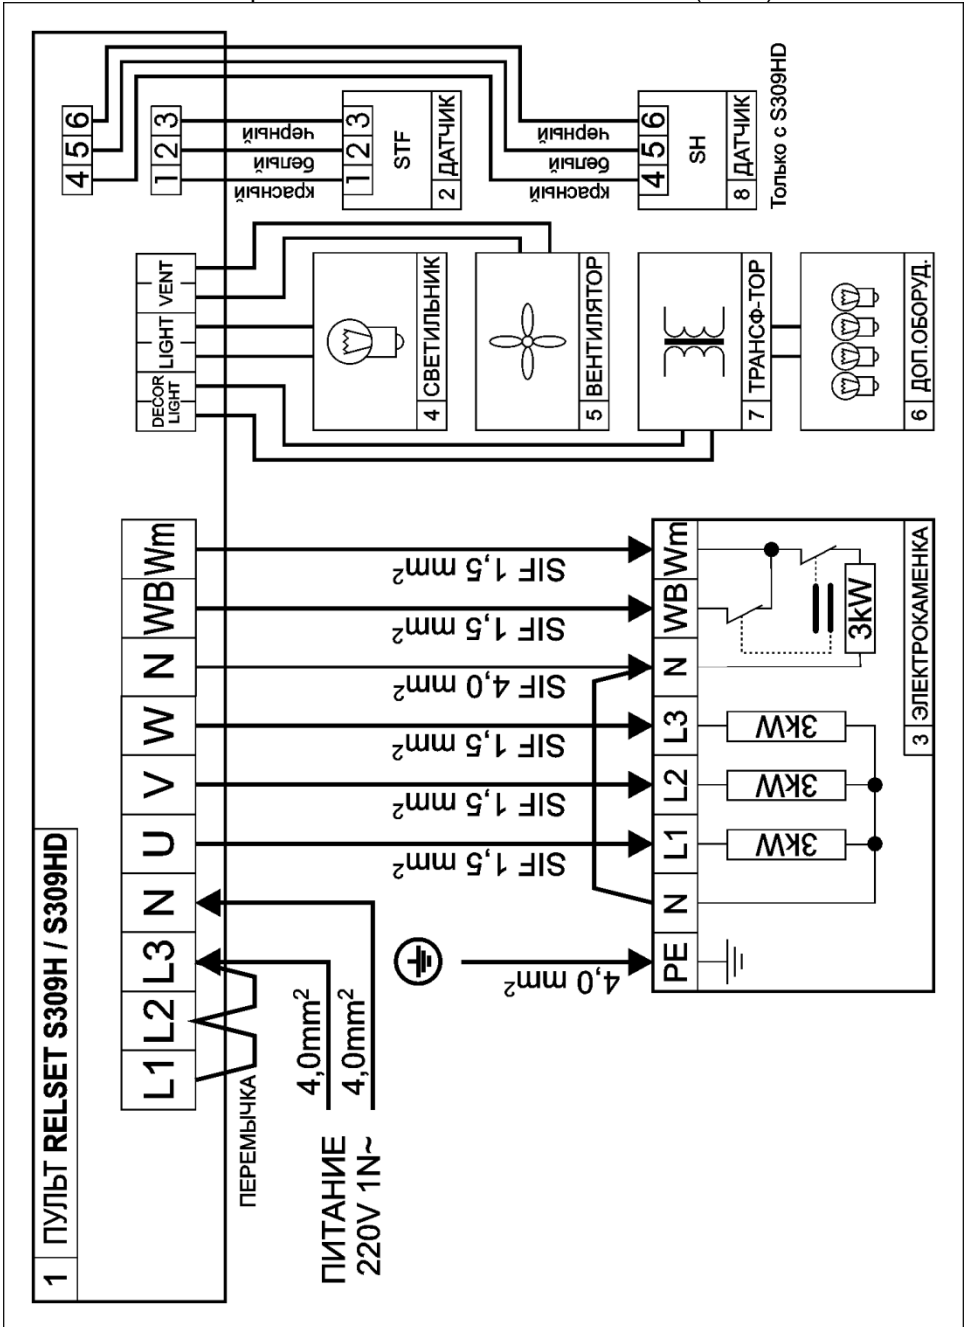 1 ПУЛЬТ RELSET S309H / S309HD
L1 L2 L3 N U V W N WB Wm
DECOR LIGHT
LIGHT
VENT
1 2 3
4 5 6
ПЕРЕМЫЧКА
ПИТАНИЕ
220V 1N~
4,0mm²
4,0mm²
4,0 mm²
SIF 1,5 mm²
SIF 1,5 mm²
SIF 1,5 mm²
SIF 4,0 mm²
SIF 1,5 mm²
SIF 1,5 mm²
красный
белый
черный
1 2 3
STF
2 ДАТЧИК
4 СВЕТИЛЬНИК
5 ВЕНТИЛЯТОР
красный
белый
черный
4 5 6
SH
8 ДАТЧИК
Только с S309HD
7 ТРАНСФ-ТОР
6 ДОП.ОБОРУД.
PE N L1 L2 L3 N WB Wm
3kW
3kW
3kW
3kW
3 ЭЛЕКТРОКАМЕНКА